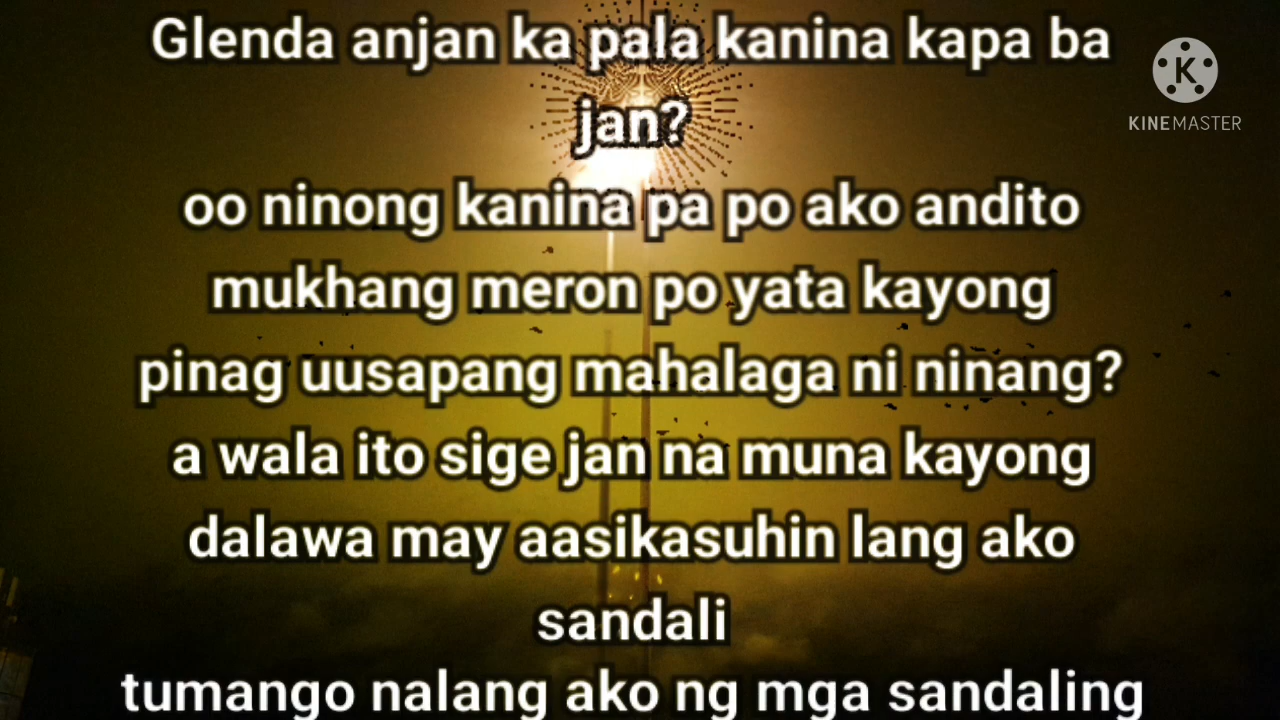 Glenda anjan ka pala kanina kapa ba
jan?
oo ninong kanina pa po ako andito
mukhang meron po yata kayong
pinag uusapang mahalaga ni ninang?
a wala ito sige jan na muna kayong
dalawa may aasikasuhin lang ako
sandali
tumango nalang ako ng mga sandaling
K
KINEMASTER